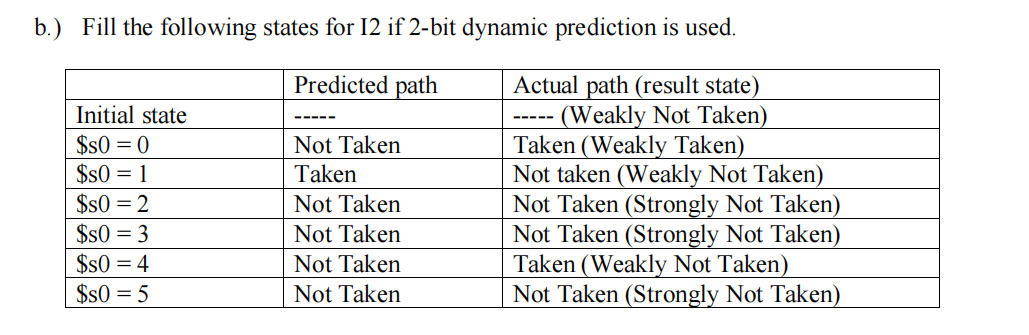 b.) Fill the following states for I2 if 2-bit dynamic prediction is used.
Predicted path Actual path (result state)
Initial state ----- ----- (Weakly Not Taken)
$s0 = 0 Not Taken Taken (Weakly Taken)
$s0 = 1 Taken Not taken (Weakly Not Taken)
$s0 = 2 Not Taken Not Taken (Strongly Not Taken)
$s0 = 3 Not Taken Not Taken (Strongly Not Taken)
$s0 = 4 Not Taken Taken (Weakly Not Taken)
$s0 = 5 Not Taken Not Taken (Strongly Not Taken)